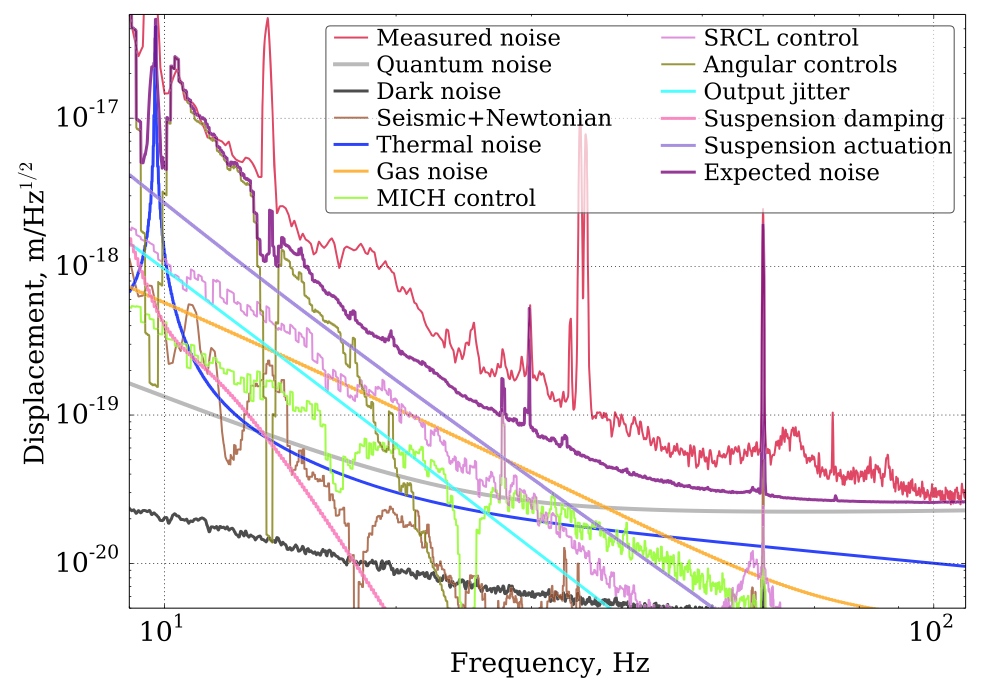 Displacement, m/Hz^{1/2}
10^{-17}
10^{-18}
10^{-19}
10^{-20}
Measured noise
Quantum noise
Dark noise
Seismic+Newtonian
Thermal noise
Gas noise
MICH control
SRCL control
Angular controls
Output jitter
Suspension damping
Suspension actuation
Expected noise
10^1
10^2
Frequency, Hz